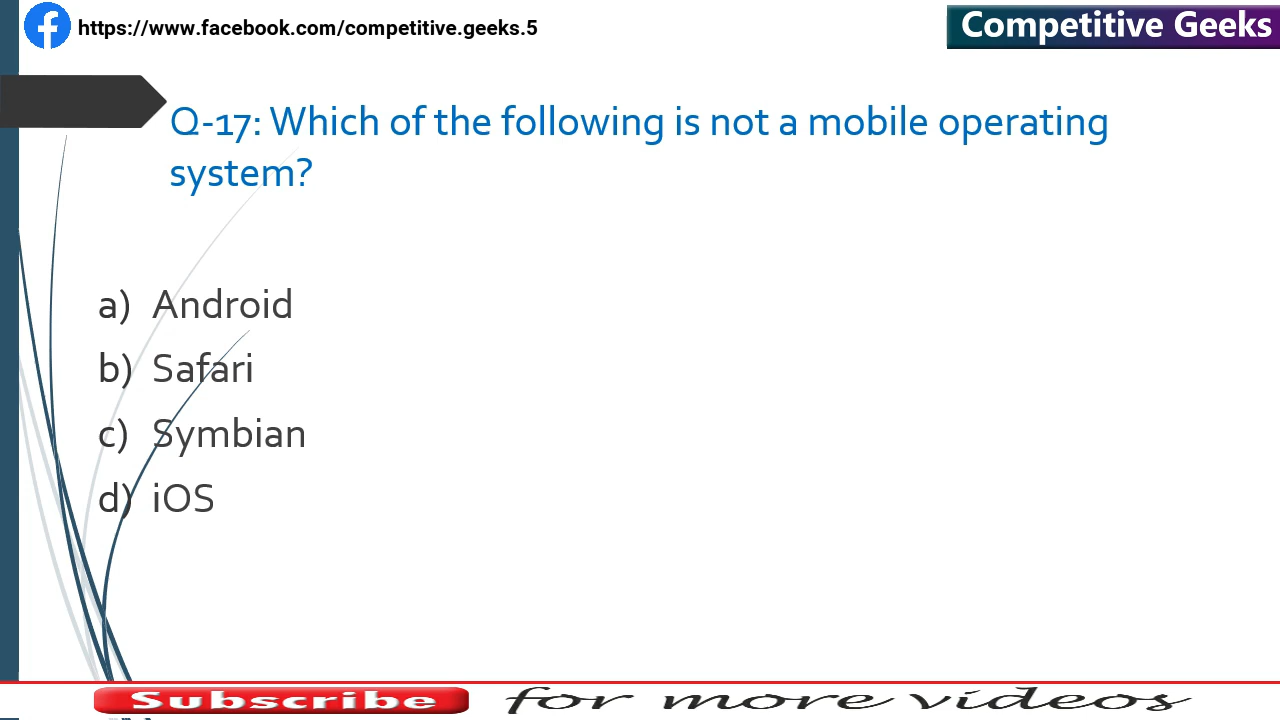 https://www.facebook.com/competitive.geeks.5
Competitive Geeks
Q-17: Which of the following is not a mobile operating
system?
a) Android
b) Safari
c) Symbian
d) iOS
Subscribe for more videos